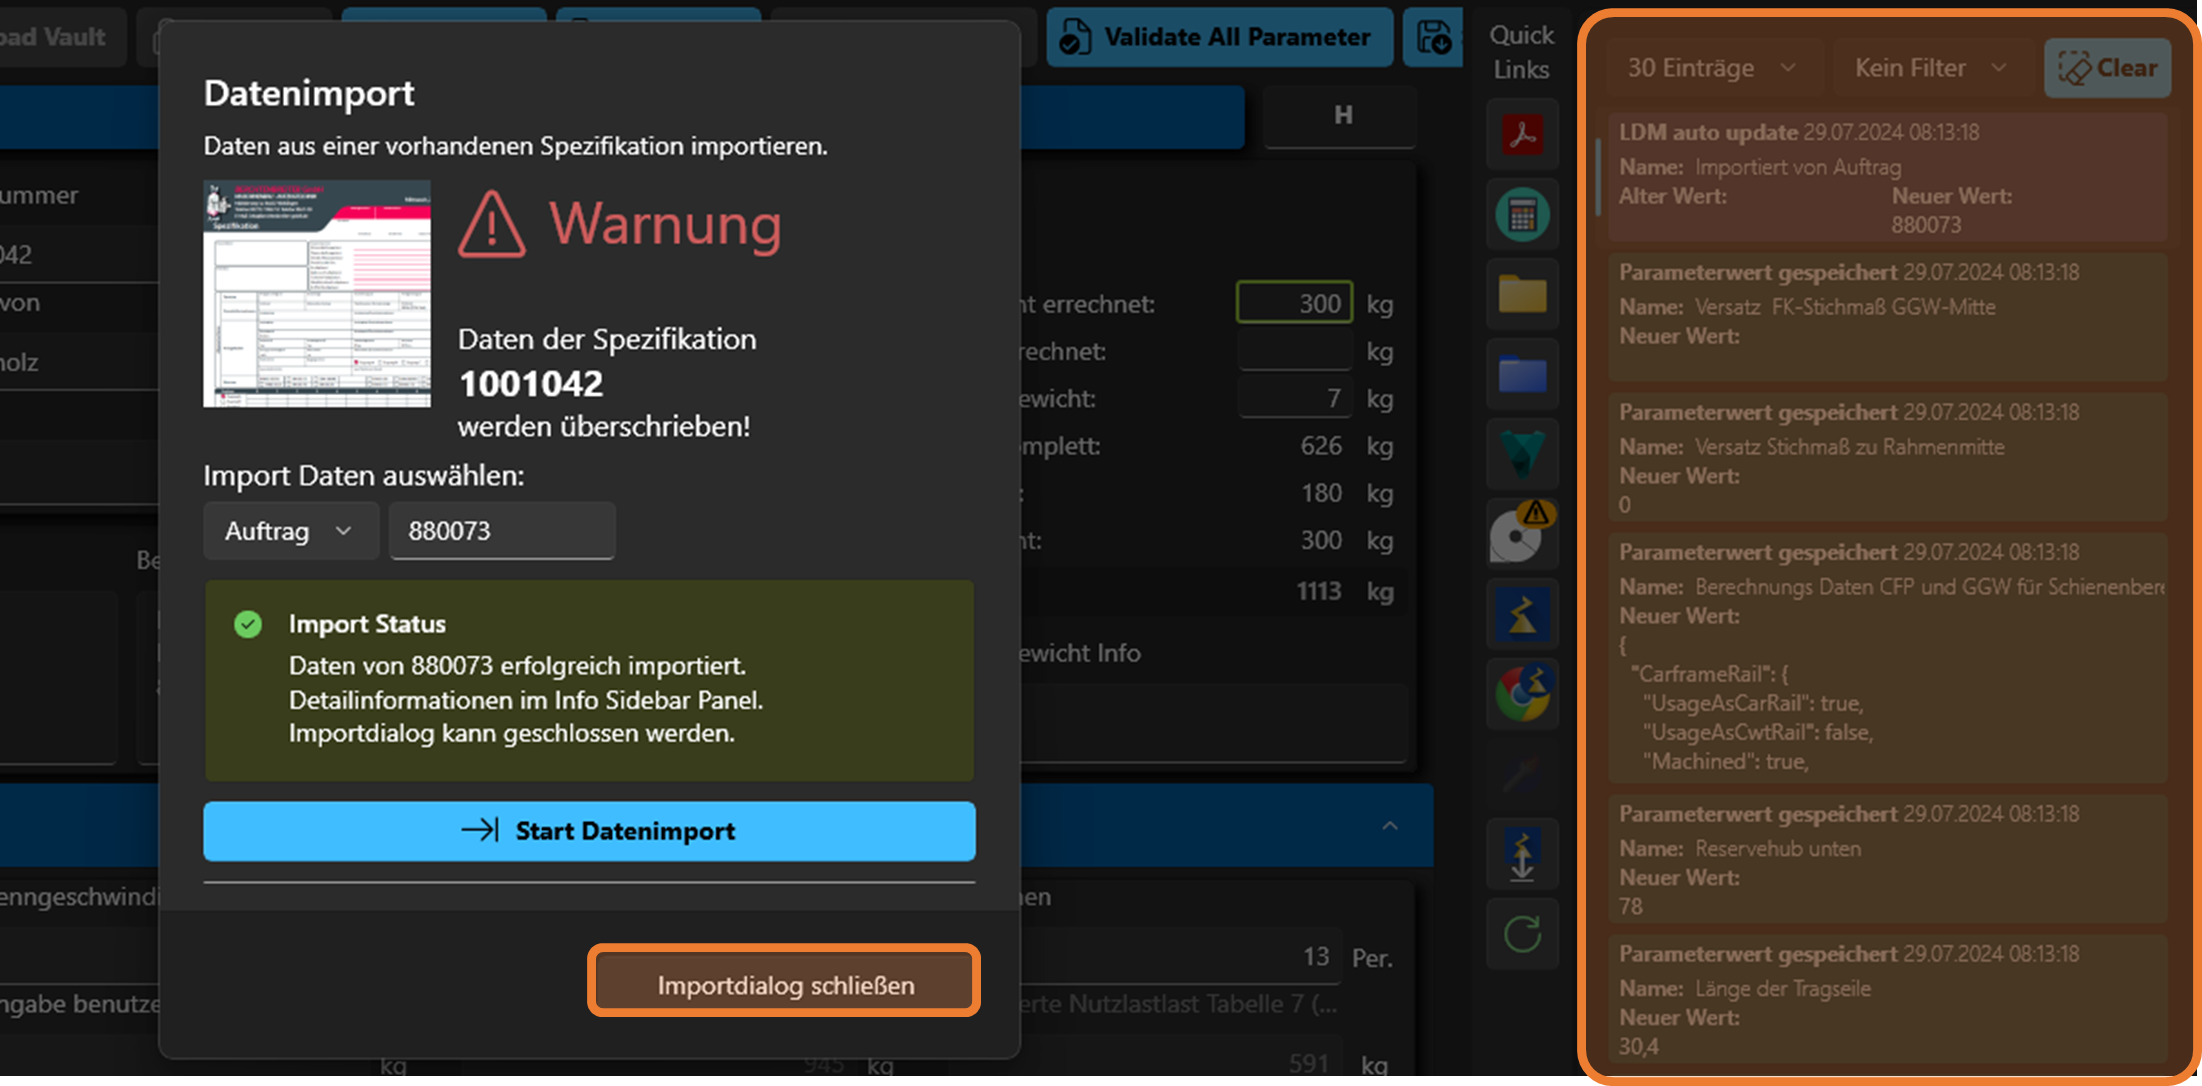 oad Vault
Validate All Parameter
Quick
Links
30 Einträge
Kein Filter
Clear
Datenimport
Daten aus einer vorhandenen Spezifikation importieren.
Spezifikation
Warnung
Daten der Spezifikation
1001042
werden überschrieben!
Import Daten auswählen:
Auftrag
880073
Import Status
Daten von 880073 erfolgreich importiert.
Detailinformationen im Info Sidebar Panel.
Importdialog kann geschlossen werden.
Start Datenimport
Importdialog schließen
ummer
042
von
holz
Be
enngeschwindi
ngabe benutze
kg
945 kg
H
nt errechnet: 300 kg
rechnet: kg
ewicht: 7 kg
mplett: 626 kg
: 180 kg
nt: 300 kg
1113 kg
ewicht Info
nen
13 Per.
erte Nutzlastlast Tabelle 7 (...
591 kg
LDM auto update 29.07.2024 08:13:18
Name: Importiert von Auftrag
Alter Wert: Neuer Wert:
880073
Parameterwert gespeichert 29.07.2024 08:13:18
Name: Versatz FK-Stichmaß GGW-Mitte
Neuer Wert:
Parameterwert gespeichert 29.07.2024 08:13:18
Name: Versatz Stichmaß zu Rahmenmitte
Neuer Wert:
0
Parameterwert gespeichert 29.07.2024 08:13:18
Name: Berechnungs Daten CFP und GGW für Schienenbere
Neuer Wert:
{
"CarframeRail": {
"UsageAsCarRail": true,
"UsageAsCwtRail": false,
"Machined": true,
Parameterwert gespeichert 29.07.2024 08:13:18
Name: Reservehub unten
Neuer Wert:
78
Parameterwert gespeichert 29.07.2024 08:13:18
Name: Länge der Tragseile
Neuer Wert:
30,4